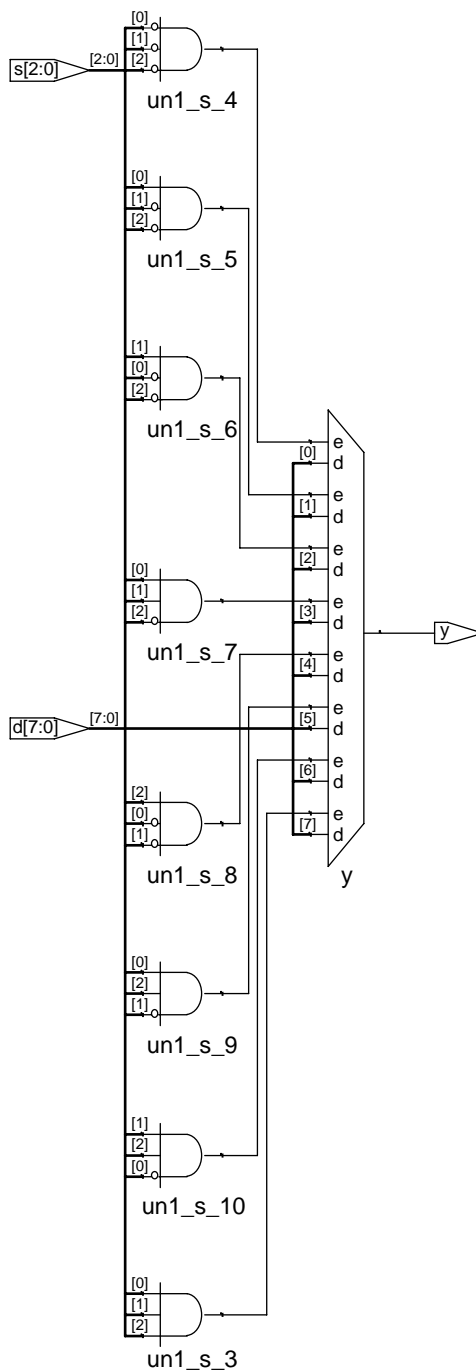 [0]
[1]
s[2:0] [2:0] [2]
un1_s_4
[0]
[1]
[2]
un1_s_5
[1]
[0]
[2]
un1_s_6
e
[0] d
e
[1] d
e
[2] d
[0]
[1] e
[2] [3] d
un1_s_7
e
[4] d
y
e
d[7:0] [7:0] [5] d
e
[6] d
[2]
[0] e
[1] [7] d
un1_s_8
y
[0]
[2]
[1]
un1_s_9
[1]
[2]
[0]
un1_s_10
[0]
[1]
[2]
un1_s_3